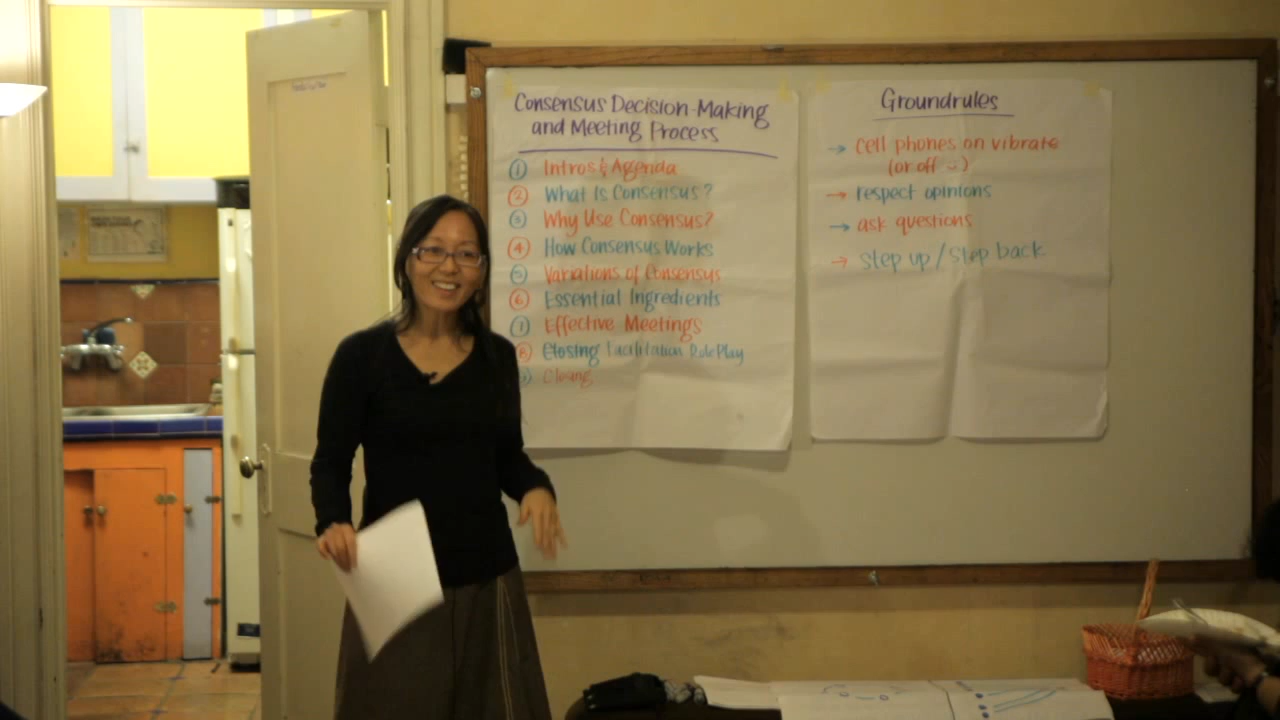 Consensus Decision-Making
and Meeting Process
1 Intros & Agenda
2 What Is Consensus?
3 Why Use Consensus?
4 How Consensus Works
5 Variations of Consensus
6 Essential Ingredients
7 Effective Meetings
8 Closing Facilitation Role Play
9 Closing
Groundrules
→ cell phones on vibrate
(or off :))
→ respect opinions
→ ask questions
→ step up / step back